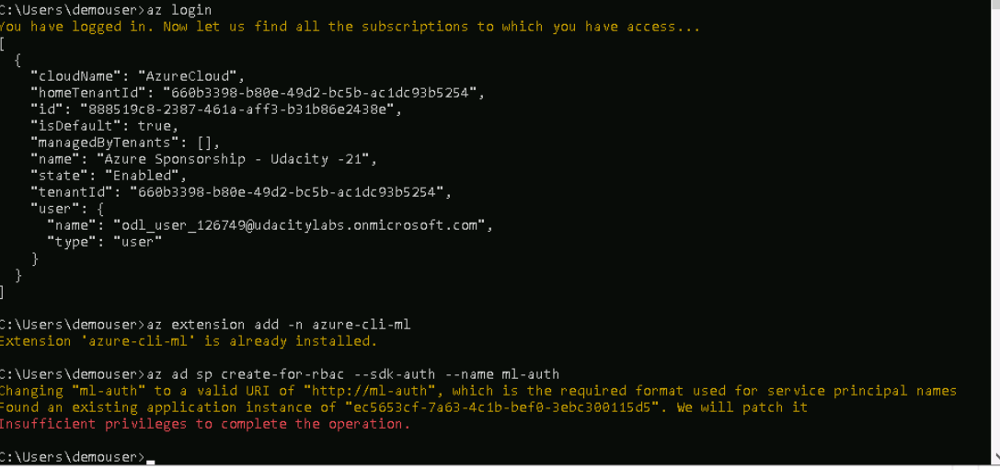 C:\Users\demouser>az login
You have logged in. Now let us find all the subscriptions to which you have access...
[
  {
    "cloudName": "AzureCloud",
    "homeTenantId": "660b3398-b80e-49d2-bc5b-ac1dc93b5254",
    "id": "888519c8-2387-461a-aff3-b31b86e2438e",
    "isDefault": true,
    "managedByTenants": [],
    "name": "Azure Sponsorship - Udacity -21",
    "state": "Enabled",
    "tenantId": "660b3398-b80e-49d2-bc5b-ac1dc93b5254",
    "user": {
      "name": "odl_user_126749@udacitylabs.onmicrosoft.com",
      "type": "user"
    }
  }
]
C:\Users\demouser>az extension add -n azure-cli-ml
Extension 'azure-cli-ml' is already installed.
C:\Users\demouser>az ad sp create-for-rbac --sdk-auth --name ml-auth
Changing "ml-auth" to a valid URI of "http://ml-auth", which is the required format used for service principal names
Found an existing application instance of "ec5653cf-7a63-4c1b-bef0-3ebc300115d5". We will patch it
Insufficient privileges to complete the operation.
C:\Users\demouser>